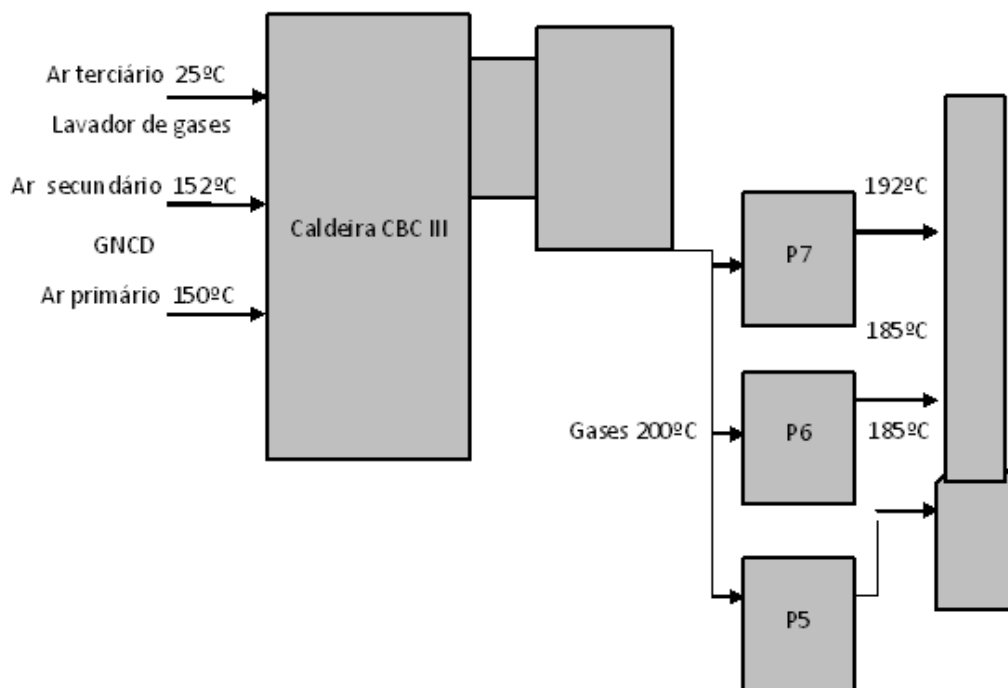 Ar terciário 25ºC
Lavador de gases
Ar secundário 152ºC
GNCD
Ar primário 150ºC
Caldeira CBC III
Gases 200ºC
P7
P6
P5
192ºC
185ºC
185ºC